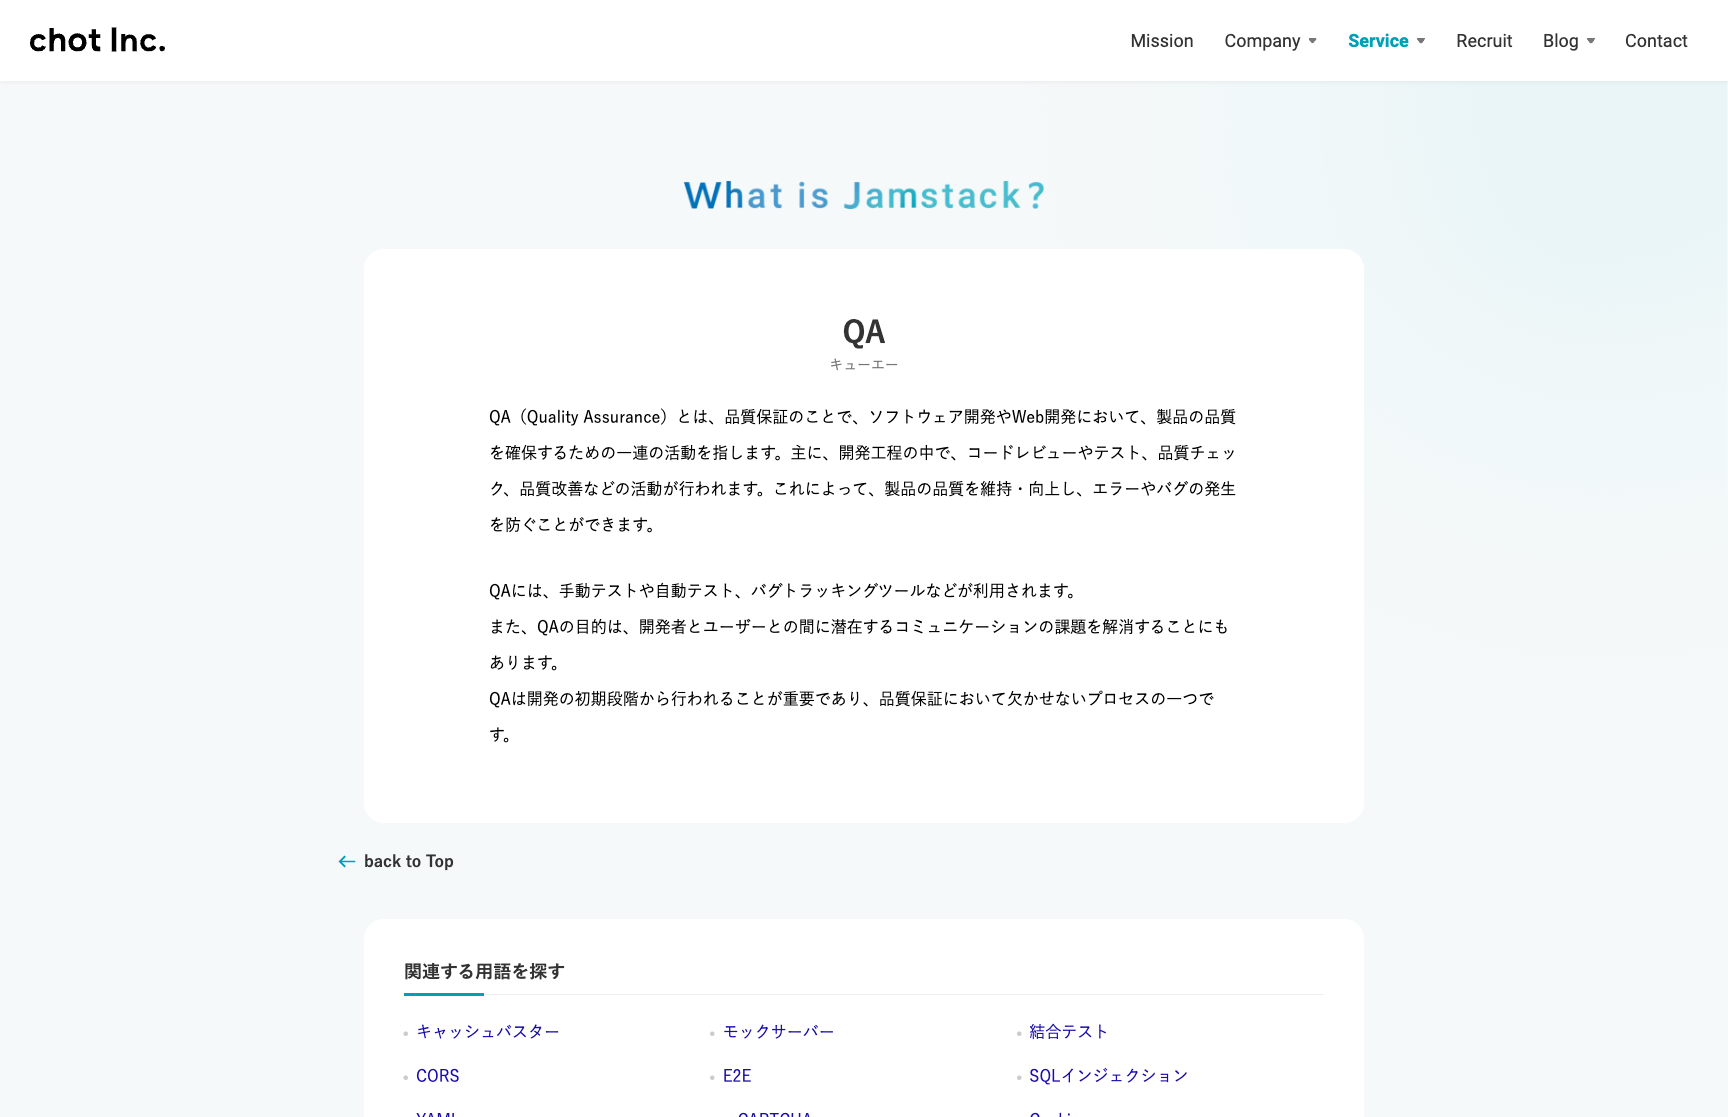 chot Inc.
Mission Company Service Recruit Blog Contact
What is Jamstack?
QA
キューエー
QA（Quality Assurance）とは、品質保証のことで、ソフトウェア開発やWeb開発において、製品の品質
を確保するための一連の活動を指します。主に、開発工程の中で、コードレビューやテスト、品質チェッ
ク、品質改善などの活動が行われます。これによって、製品の品質を維持・向上し、エラーやバグの発生
を防ぐことができます。
QAには、手動テストや自動テスト、バグトラッキングツールなどが利用されます。
また、QAの目的は、開発者とユーザーとの間に潜在するコミュニケーションの課題を解消することにも
あります。
QAは開発の初期段階から行われることが重要であり、品質保証において欠かせないプロセスの一つで
す。
back to Top
関連する用語を探す
キャッシュバスター モックサーバー 結合テスト
CORS E2E SQLインジェクション